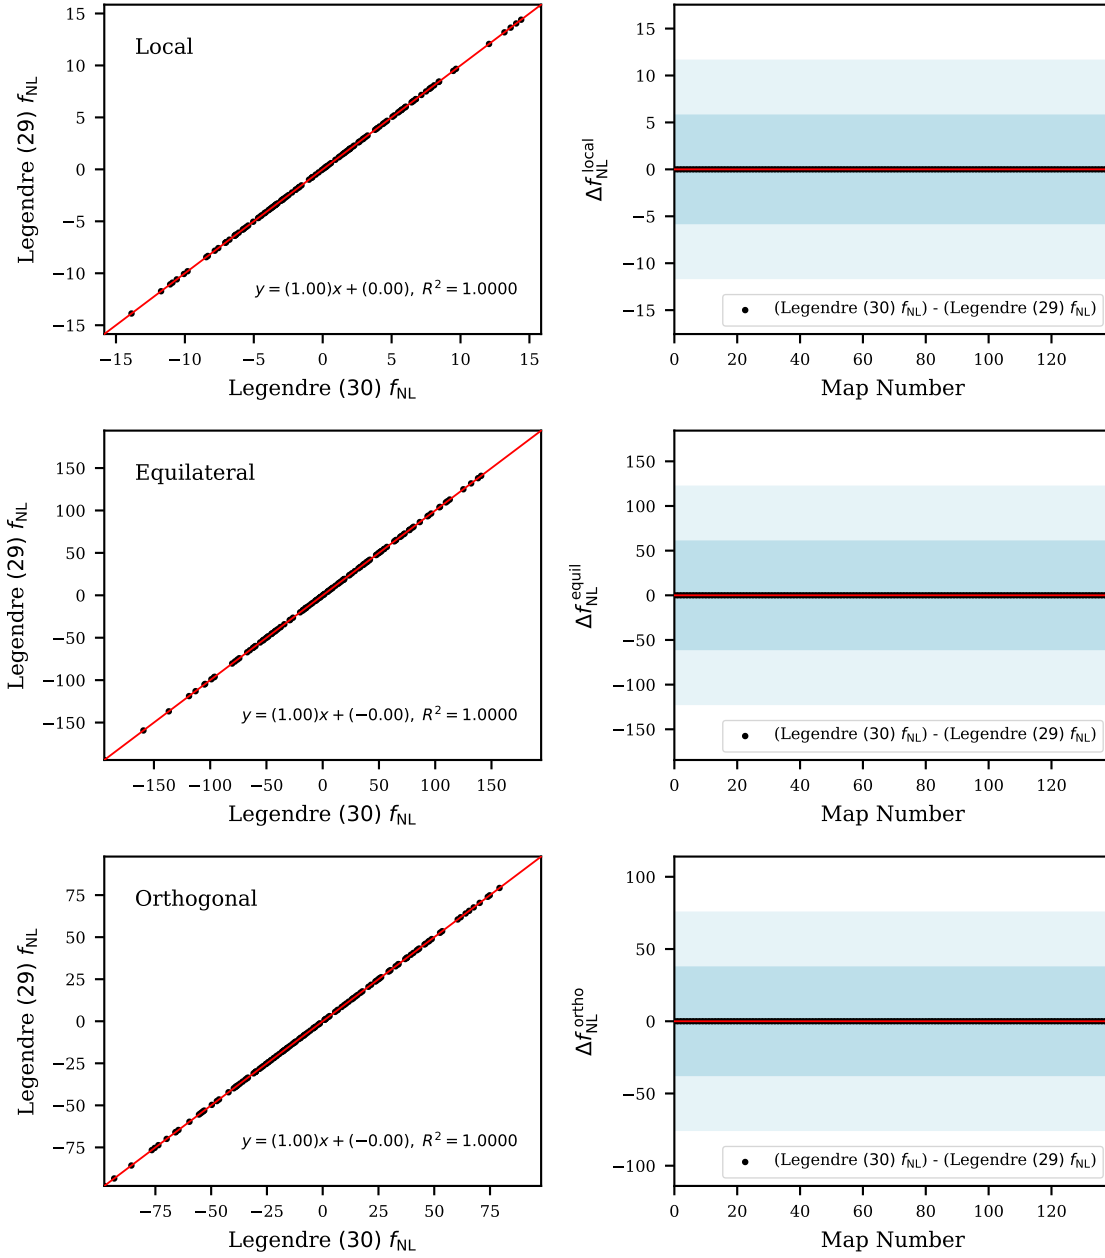 Local
Legendre (29) f_NL
15
10
5
0
−5
−10
−15
y = (1.00)x + (0.00), R² = 1.0000
−15 −10 −5 0 5 10 15
Legendre (30) f_NL
Δf_NL^local
15
10
5
0
−5
−10
−15
(Legendre (30) f_NL) - (Legendre (29) f_NL)
0 20 40 60 80 100 120
Map Number
Equilateral
Legendre (29) f_NL
150
100
50
0
−50
−100
−150
y = (1.00)x + (−0.00), R² = 1.0000
−150 −100 −50 0 50 100 150
Legendre (30) f_NL
Δf_NL^equil
150
100
50
0
−50
−100
−150
(Legendre (30) f_NL) - (Legendre (29) f_NL)
0 20 40 60 80 100 120
Map Number
Orthogonal
Legendre (29) f_NL
75
50
25
0
−25
−50
−75
y = (1.00)x + (−0.00), R² = 1.0000
−75 −50 −25 0 25 50 75
Legendre (30) f_NL
Δf_NL^ortho
100
50
0
−50
−100
(Legendre (30) f_NL) - (Legendre (29) f_NL)
0 20 40 60 80 100 120
Map Number